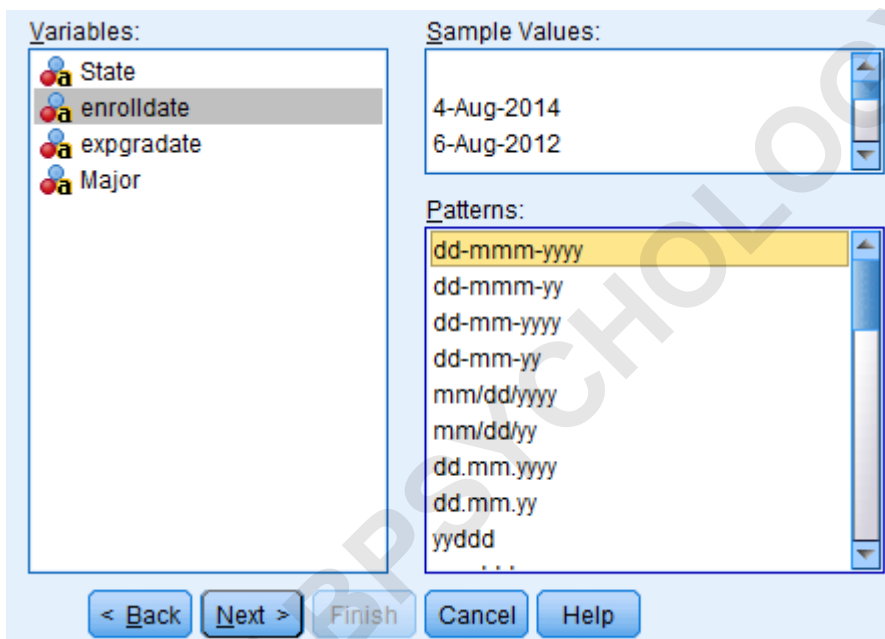 Variables:
State
enrolldate
expgradate
Major
Sample Values:
4-Aug-2014
6-Aug-2012
Patterns:
dd-mmm-yyyy
dd-mmm-yy
dd-mm-yyyy
dd-mm-yy
mm/dd/yyyy
mm/dd/yy
dd.mm.yyyy
dd.mm.yy
yyddd
< Back
Next >
Finish
Cancel
Help
BPSYCHOLOGY